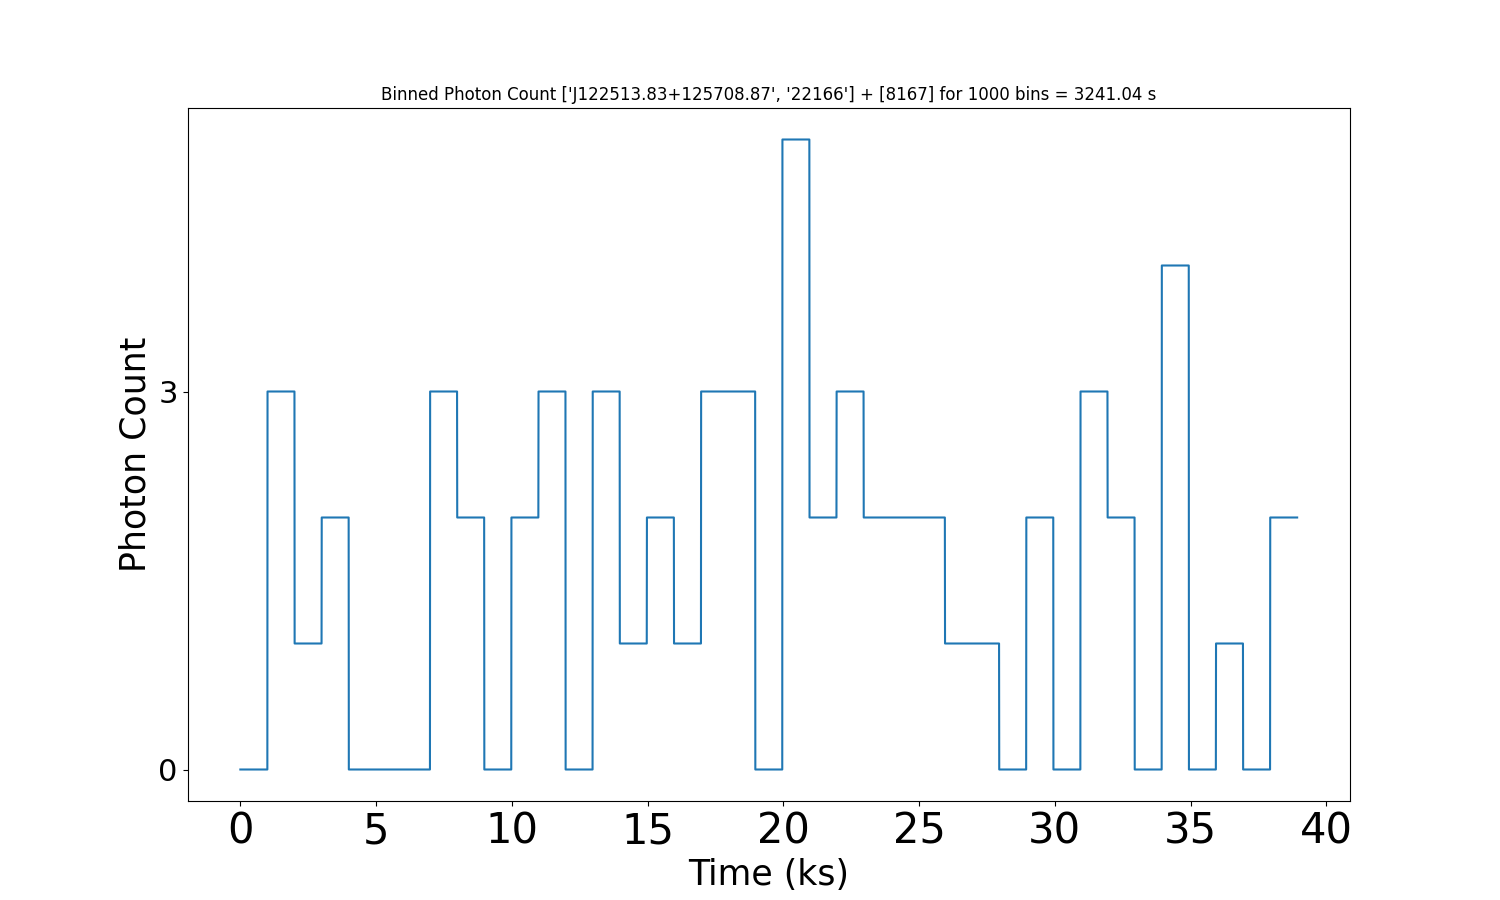 Binned Photon Count ['J122513.83+125708.87', '22166'] + [8167] for 1000 bins = 3241.04 s
Photon Count
3
0
0 5 10 15 20 25 30 35 40
Time (ks)